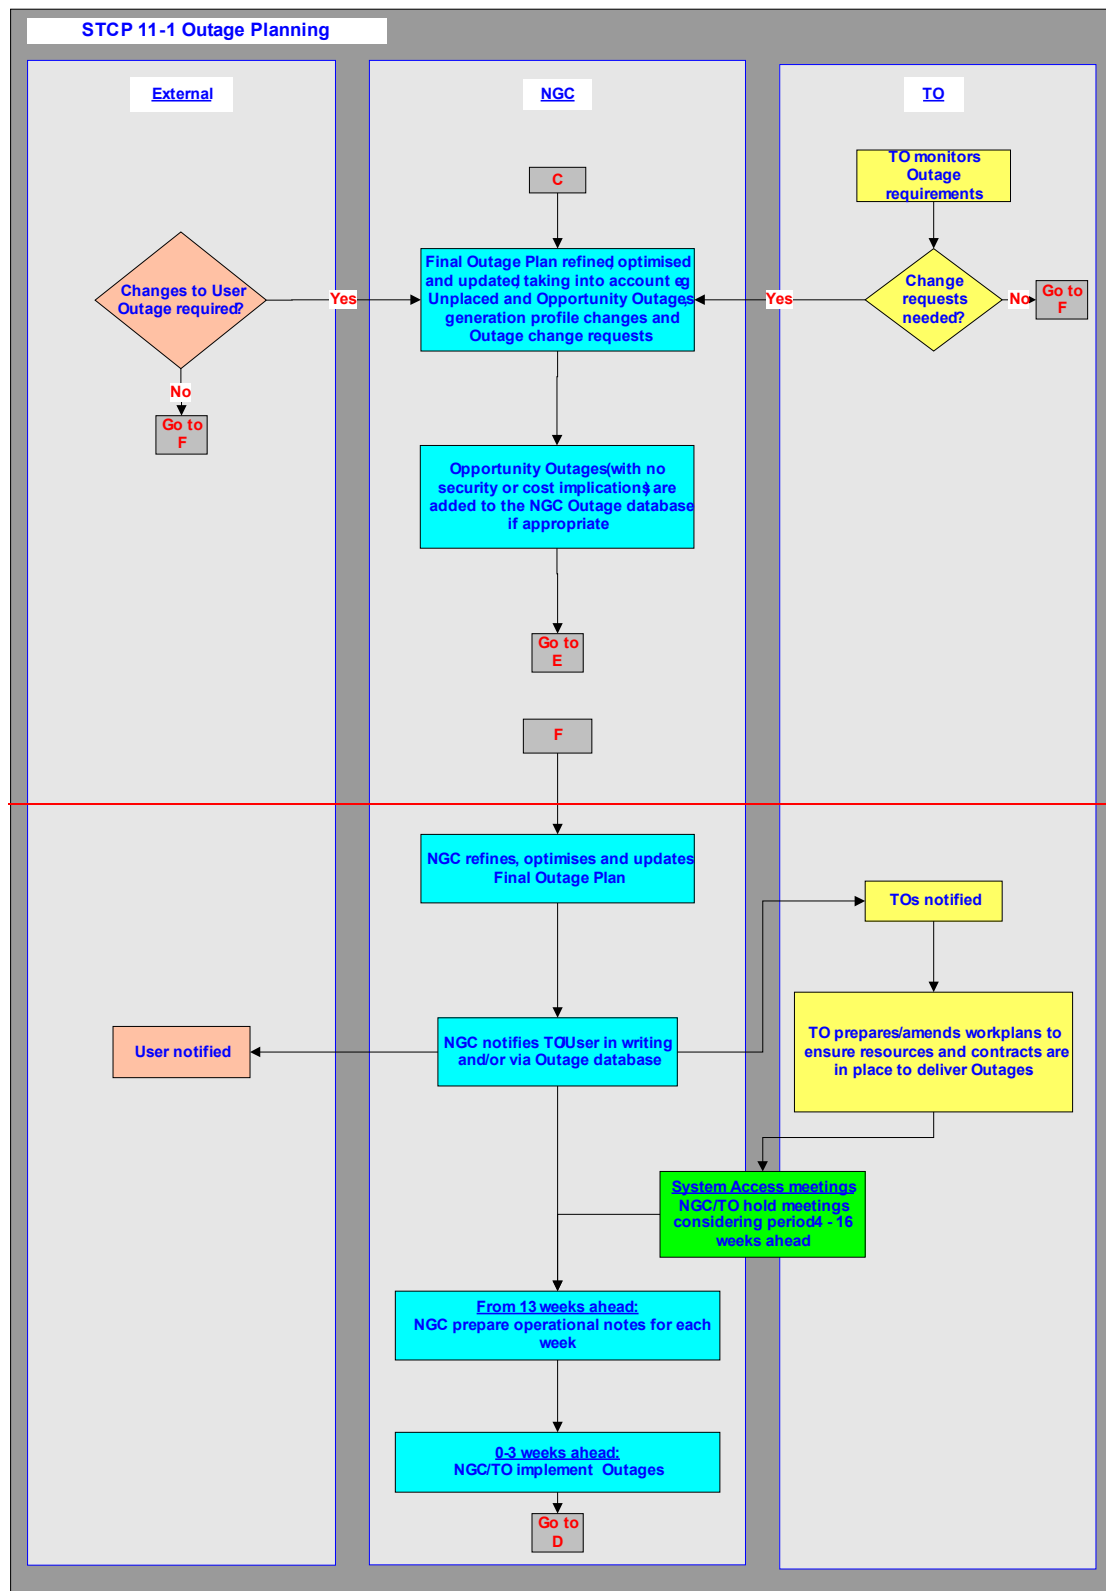 STCP 11-1 Outage Planning
External
NGC
TO
C
TO monitors
Outage
requirements
Final Outage Plan refined, optimised
and updated, taking into account eg
Unplaced and Opportunity Outages,
generation profile changes and
Outage change requests
Changes to User
Outage required?
Yes
Yes
Change
requests
needed?
No
Go to
F
No
Go to
F
Opportunity Outages(with no
security or cost implications) are
added to the NGC Outage database
if appropriate
Go to
E
F
NGC refines, optimises and updates
Final Outage Plan
TOs notified
User notified
NGC notifies TO/User in writing
and/or via Outage database
TO prepares/amends workplans to
ensure resources and contracts are
in place to deliver Outages
System Access meetings
NGC/TO hold meetings
considering period4 - 16
weeks ahead
From 13 weeks ahead:
NGC prepare operational notes for each
week
0-3 weeks ahead:
NGC/TO implement Outages
Go to
D